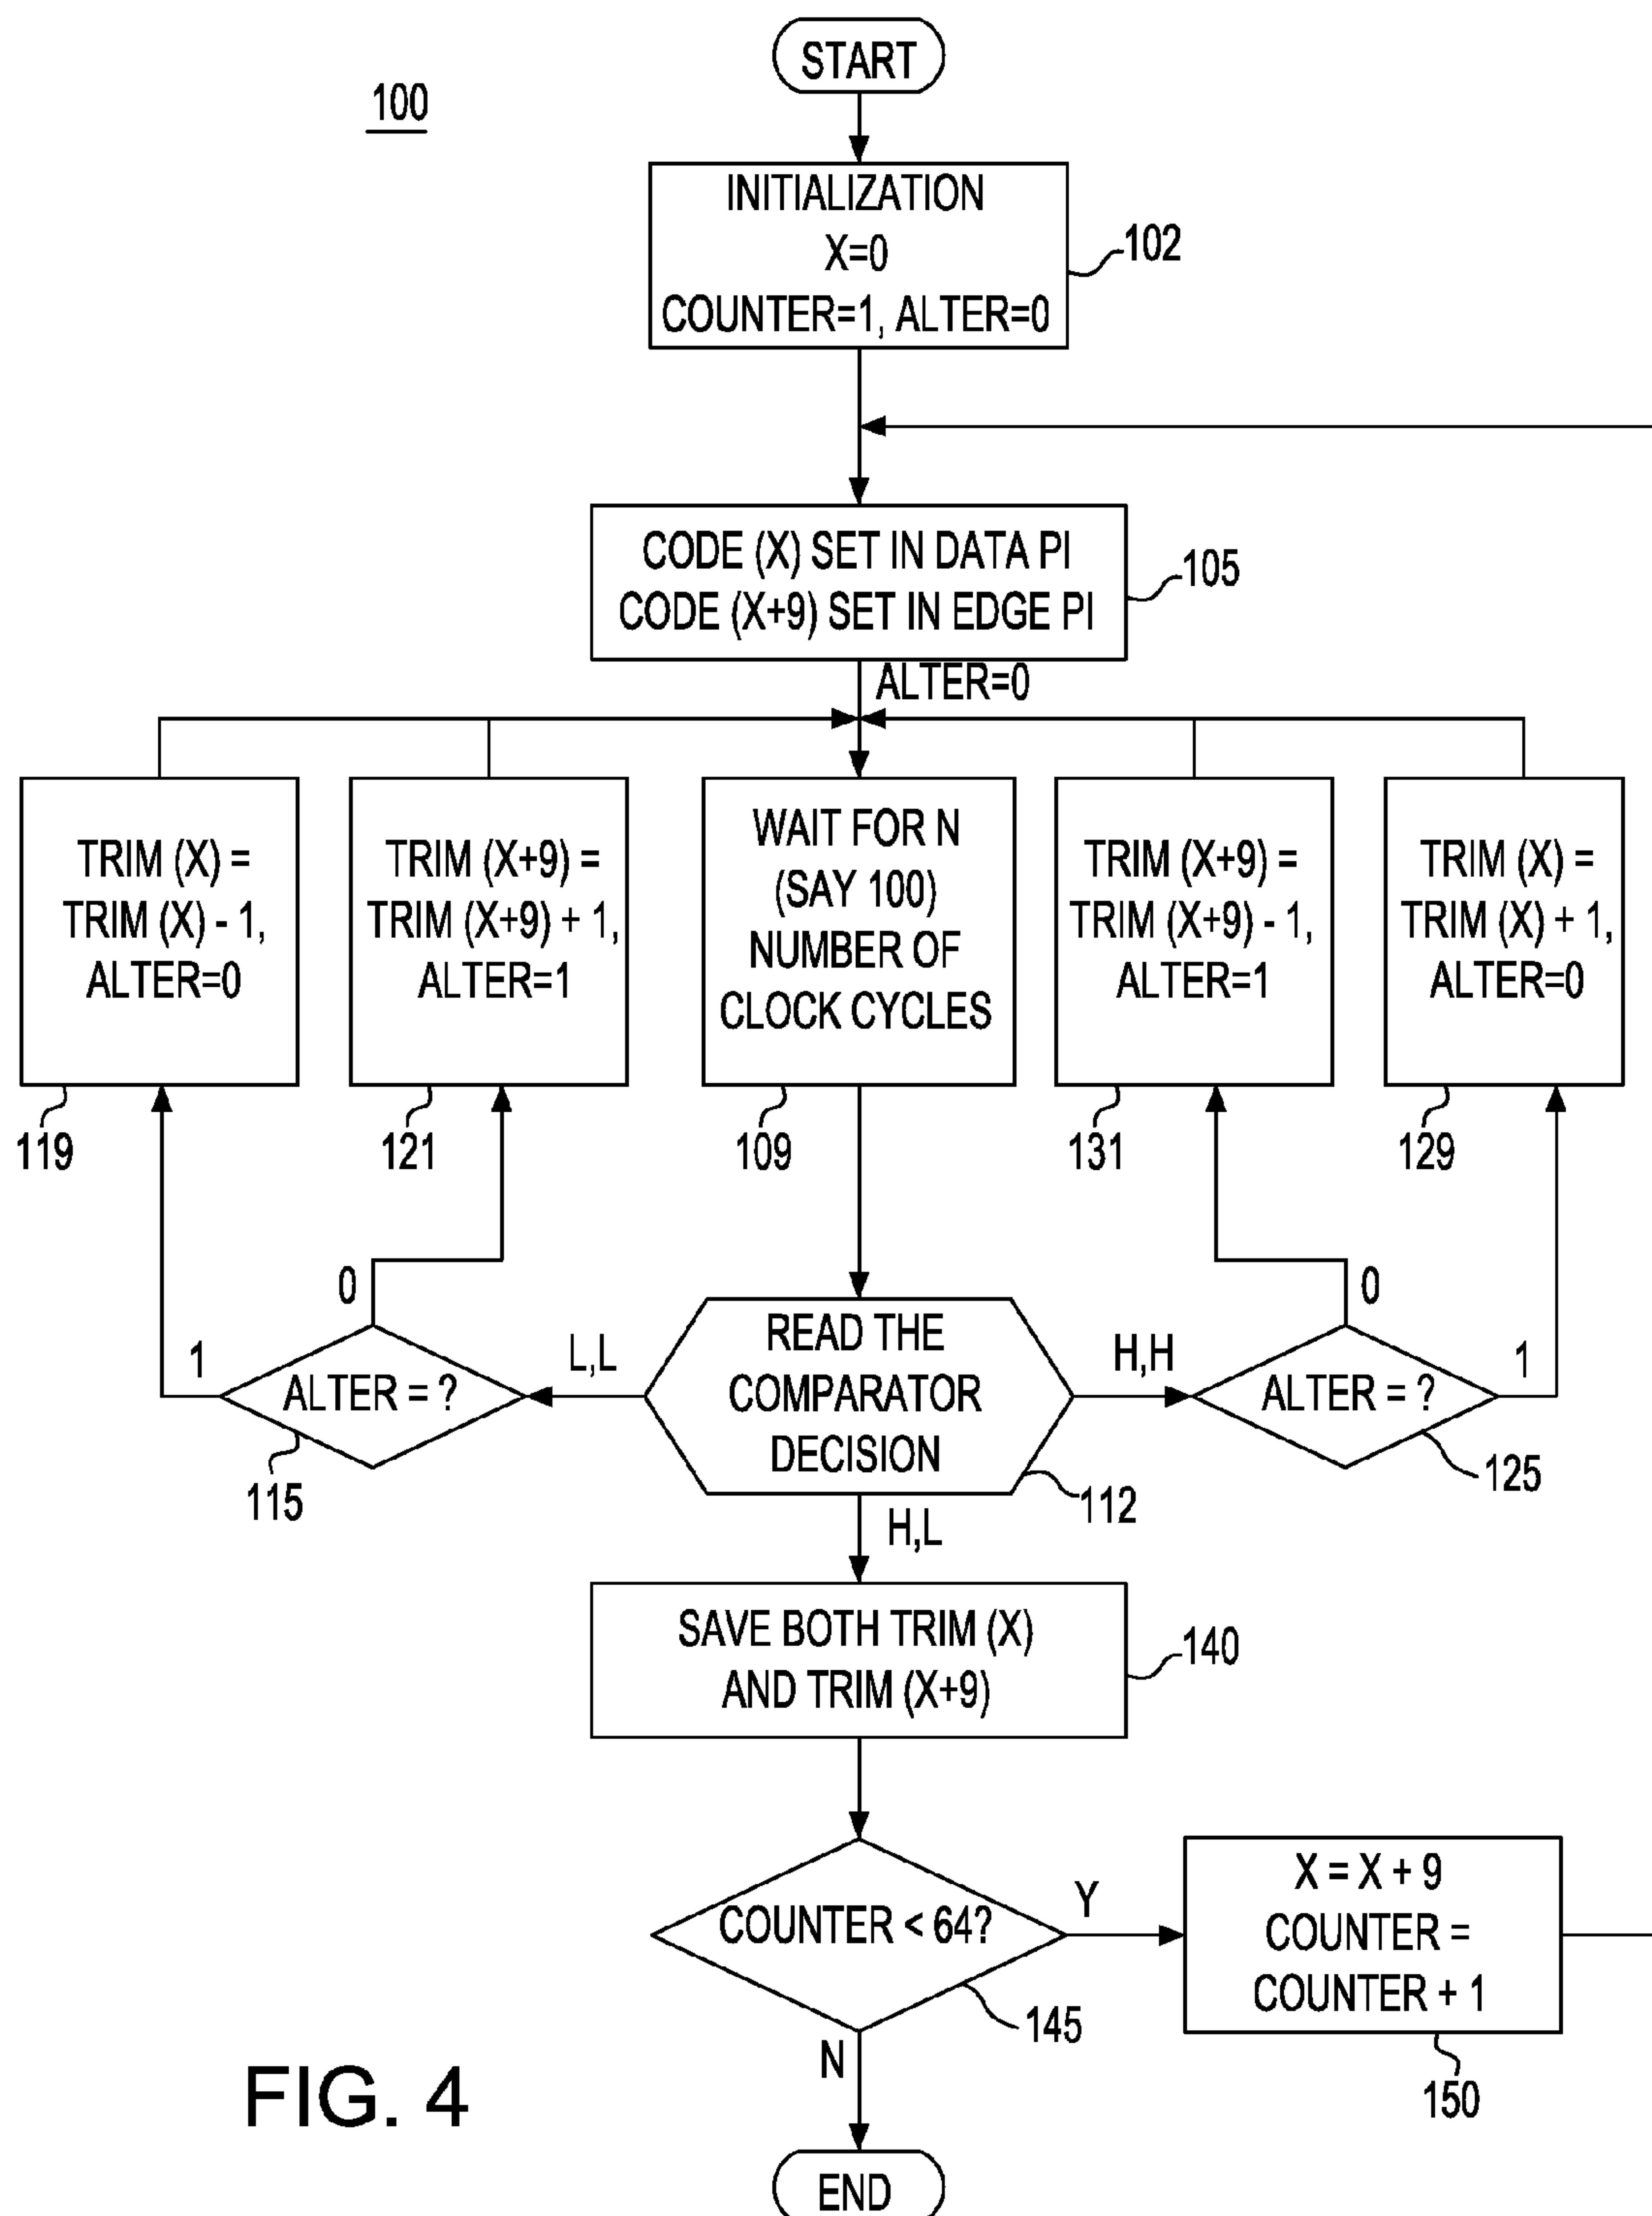 START
100
INITIALIZATION
X=0
COUNTER=1, ALTER=0
102
CODE (X) SET IN DATA PI
CODE (X+9) SET IN EDGE PI
105
ALTER=0
TRIM (X) =
TRIM (X) - 1,
ALTER=0
119
TRIM (X+9) =
TRIM (X+9) + 1,
ALTER=1
121
WAIT FOR N
(SAY 100)
NUMBER OF
CLOCK CYCLES
109
TRIM (X+9) =
TRIM (X+9) - 1,
ALTER=1
131
TRIM (X) =
TRIM (X) + 1,
ALTER=0
129
0
1
ALTER = ?
115
L,L
READ THE
COMPARATOR
DECISION
112
H,H
0
1
ALTER = ?
125
H,L
SAVE BOTH TRIM (X)
AND TRIM (X+9)
140
COUNTER < 64?
145
Y
X = X + 9
COUNTER =
COUNTER + 1
150
N
END
FIG. 4